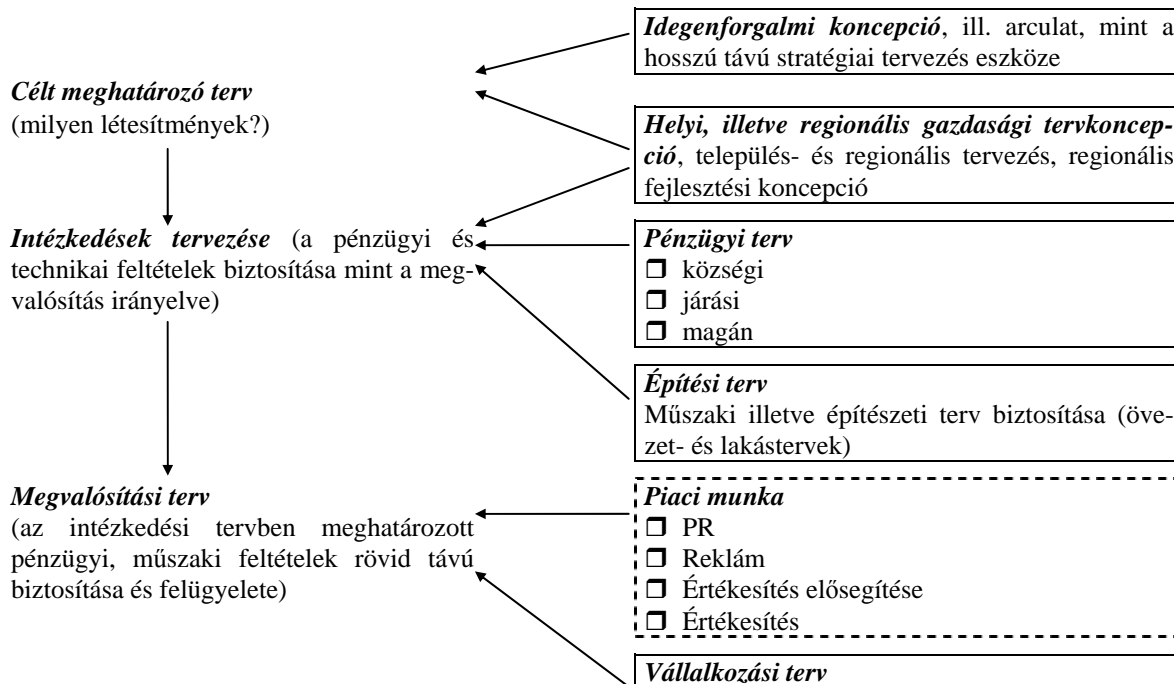 Célt meghatározó terv
(milyen létesítmények?)
Intézkedések tervezése (a pénzügyi és
technikai feltételek biztosítása mint a meg-
valósítás irányelve)
Megvalósítási terv
(az intézkedési tervben meghatározott
pénzügyi, műszaki feltételek rövid távú
biztosítása és felügyelete)
Idegenforgalmi koncepció, ill. arculat, mint a
hosszú távú stratégiai tervezés eszköze
Helyi, illetve regionális gazdasági tervkoncep-
ció, település- és regionális tervezés, regionális
fejlesztési koncepció
Pénzügyi terv
❒ községi
❒ járási
❒ magán
Építési terv
Műszaki illetve építészeti terv biztosítása (öve-
zet- és lakástervek)
Piaci munka
❒ PR
❒ Reklám
❒ Értékesítés elősegítése
❒ Értékesítés
Vállalkozási terv